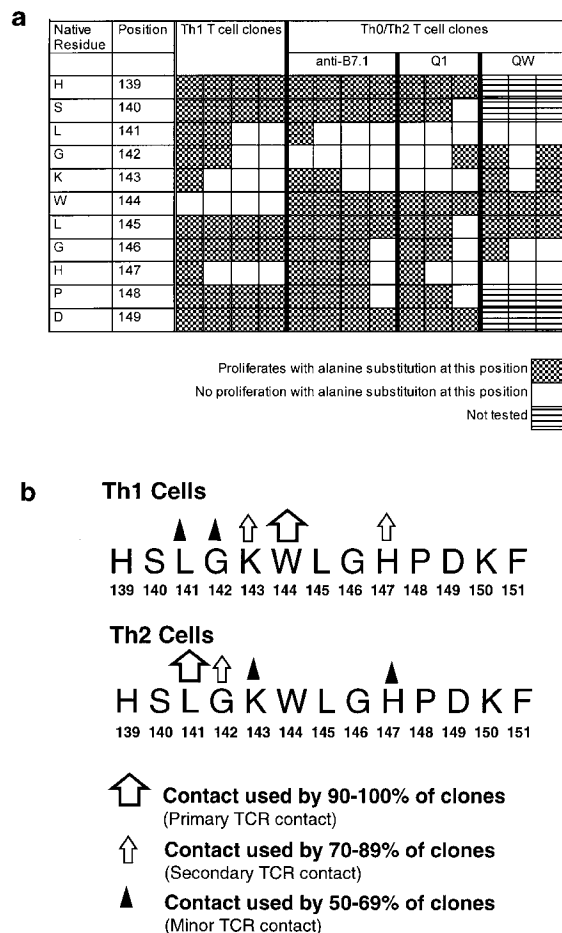 a
Native Residue Position Th1 T cell clones Th0/Th2 T cell clones
anti-B7.1 Q1 QW
H 139
S 140
L 141
G 142
K 143
W 144
L 145
G 146
H 147
P 148
D 149
Proliferates with alanine substitution at this position
No proliferation with alanine substituiton at this position
Not tested
b
Th1 Cells
H S L G K W L G H P D K F
139 140 141 142 143 144 145 146 147 148 149 150 151
Th2 Cells
H S L G K W L G H P D K F
139 140 141 142 143 144 145 146 147 148 149 150 151
Contact used by 90-100% of clones
(Primary TCR contact)
Contact used by 70-89% of clones
(Secondary TCR contact)
Contact used by 50-69% of clones
(Minor TCR contact)